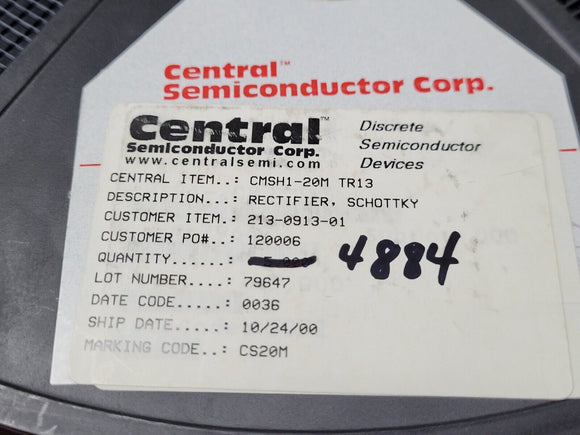 Central™
Semiconductor Corp.
Central™
Semiconductor Corp.
www.centralsemi.com
Discrete
Semiconductor
Devices
CENTRAL ITEM..: CMSH1-20M TR13
DESCRIPTION...: RECTIFIER, SCHOTTKY
CUSTOMER ITEM.: 213-0913-01
CUSTOMER PO#..: 120006
QUANTITY......: 4884
LOT NUMBER....: 79647
DATE CODE.....: 0036
SHIP DATE.....: 10/24/00
MARKING CODE..: CS20M